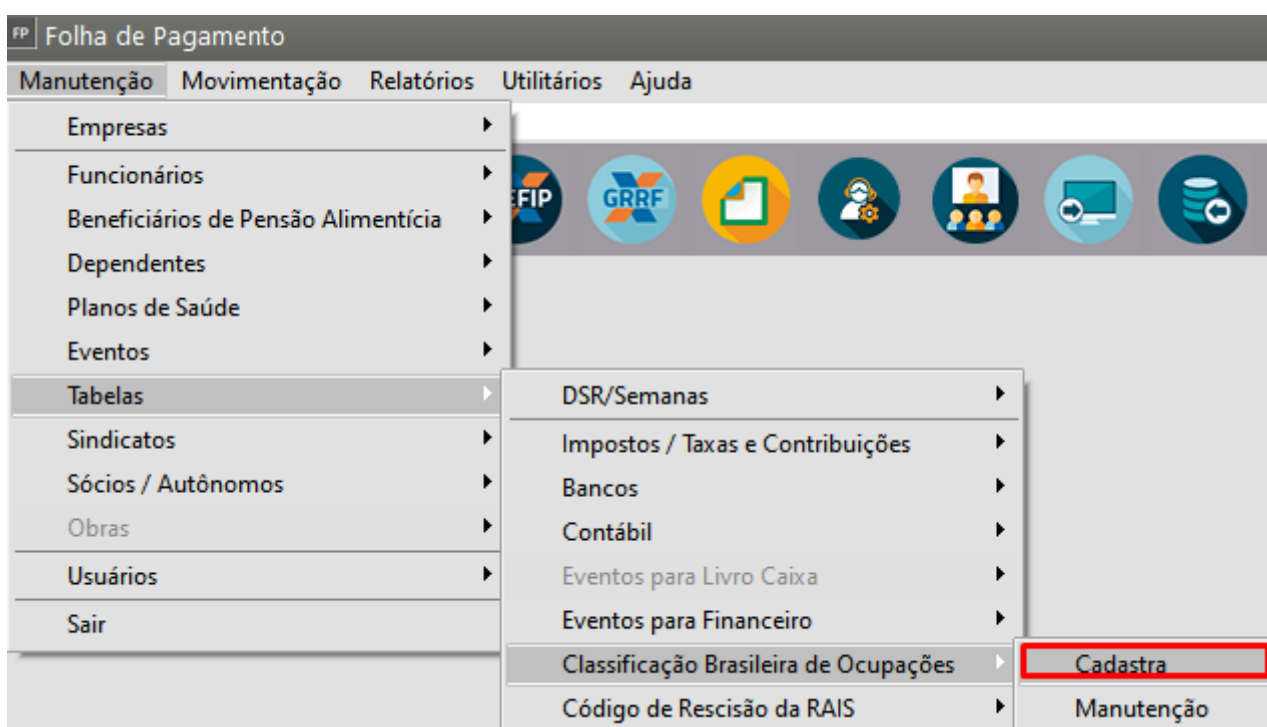 FP Folha de Pagamento
Manutenção Movimentação Relatórios Utilitários Ajuda
Empresas
Funcionários
Beneficiários de Pensão Alimentícia
Dependentes
Planos de Saúde
Eventos
Tabelas
Sindicatos
Sócios / Autônomos
Obras
Usuários
Sair
GRRF
DSR/Semanas
Impostos / Taxas e Contribuições
Bancos
Contábil
Eventos para Livro Caixa
Eventos para Financeiro
Classificação Brasileira de Ocupações
Código de Rescisão da RAIS
Cadastra
Manutenção